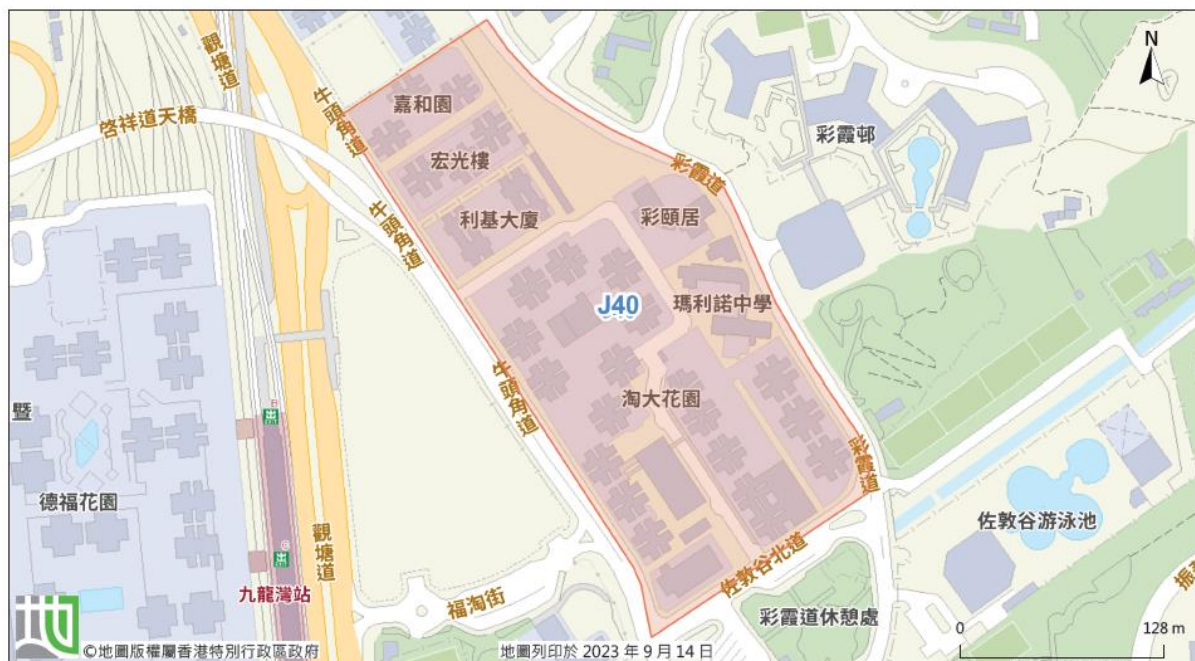 觀塘道
N
啓祥道天橋
牛頭角道
嘉和園
彩霞邨
宏光樓
彩霞道
牛頭角道
利基大廈
彩頤居
J40
瑪利諾中學
牛頭角道
淘大花園
暨
德福花園
彩霞道
佐敦谷游泳池
觀塘道
佐敦谷北道
九龍灣站
福淘街
彩霞道休憩處
0
128 m
©地圖版權屬香港特別行政區政府
地圖列印於 2023 年 9 月 14 日